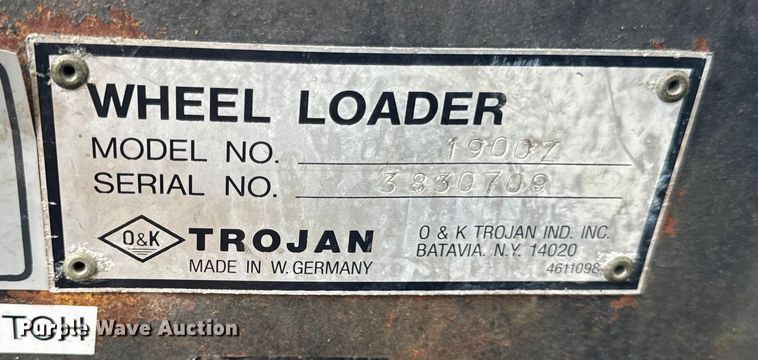 WHEEL LOADER
MODEL NO. 1900Z
SERIAL NO. 3830709
O&K TROJAN
MADE IN W. GERMANY
O & K TROJAN IND. INC.
BATAVIA. N.Y. 14020
4611098
TCH
Purple Wave Auction